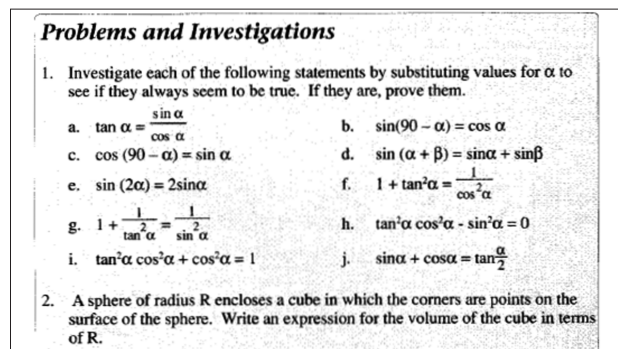 Problems and Investigations
1. Investigate each of the following statements by substituting values for α to
see if they always seem to be true. If they are, prove them.
a. tan α = sin α / cos α
b. sin(90 – α) = cos α
c. cos (90 – α) = sin α
d. sin (α + β) = sinα + sinβ
e. sin (2α) = 2sinα
f. 1 + tan²α = 1 / cos²α
g. 1 + 1 / tan²α = 1 / sin²α
h. tan²α cos²α - sin²α = 0
i. tan²α cos²α + cos²α = 1
j. sinα + cosα = tan α/2
2. A sphere of radius R encloses a cube in which the corners are points on the
surface of the sphere. Write an expression for the volume of the cube in terms
of R.